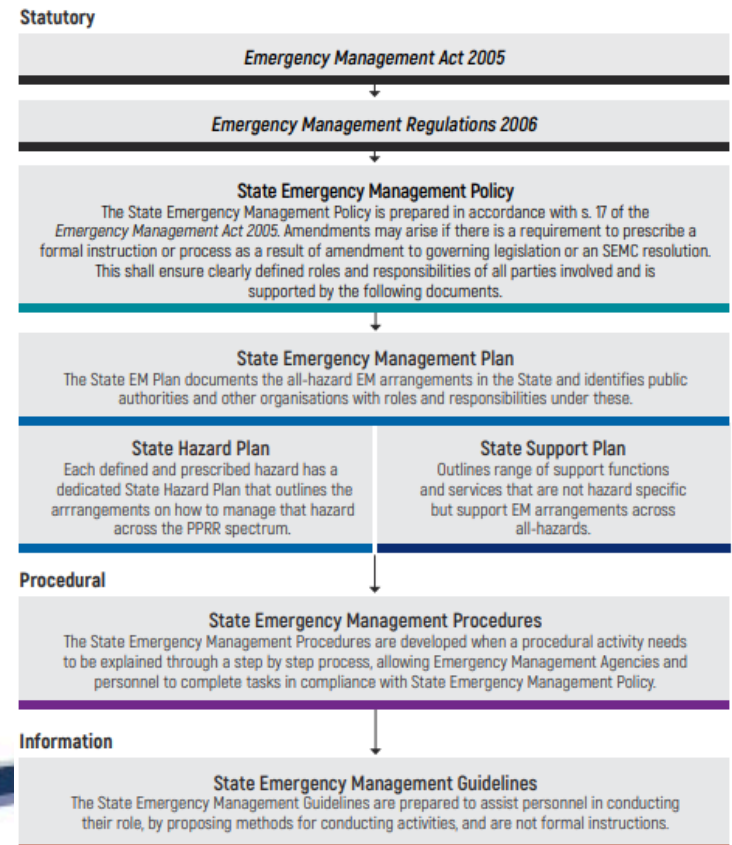 Statutory
Emergency Management Act 2005
Emergency Management Regulations 2006
State Emergency Management Policy
The State Emergency Management Policy is prepared in accordance with s. 17 of the
Emergency Management Act 2005. Amendments may arise if there is a requirement to prescribe a
formal instruction or process as a result of amendment to governing legislation or an SEMC resolution.
This shall ensure clearly defined roles and responsibilities of all parties involved and is
supported by the following documents.
State Emergency Management Plan
The State EM Plan documents the all-hazard EM arrangements in the State and identifies public
authorities and other organisations with roles and responsibilities under these.
State Hazard Plan
Each defined and prescribed hazard has a
dedicated State Hazard Plan that outlines the
arrrangements on how to manage that hazard
across the PPRR spectrum.
State Support Plan
Outlines range of support functions
and services that are not hazard specific
but support EM arrangements across
all-hazards.
Procedural
State Emergency Management Procedures
The State Emergency Management Procedures are developed when a procedural activity needs
to be explained through a step by step process, allowing Emergency Management Agencies and
personnel to complete tasks in compliance with State Emergency Management Policy.
Information
State Emergency Management Guidelines
The State Emergency Management Guidelines are prepared to assist personnel in conducting
their role, by proposing methods for conducting activities, and are not formal instructions.